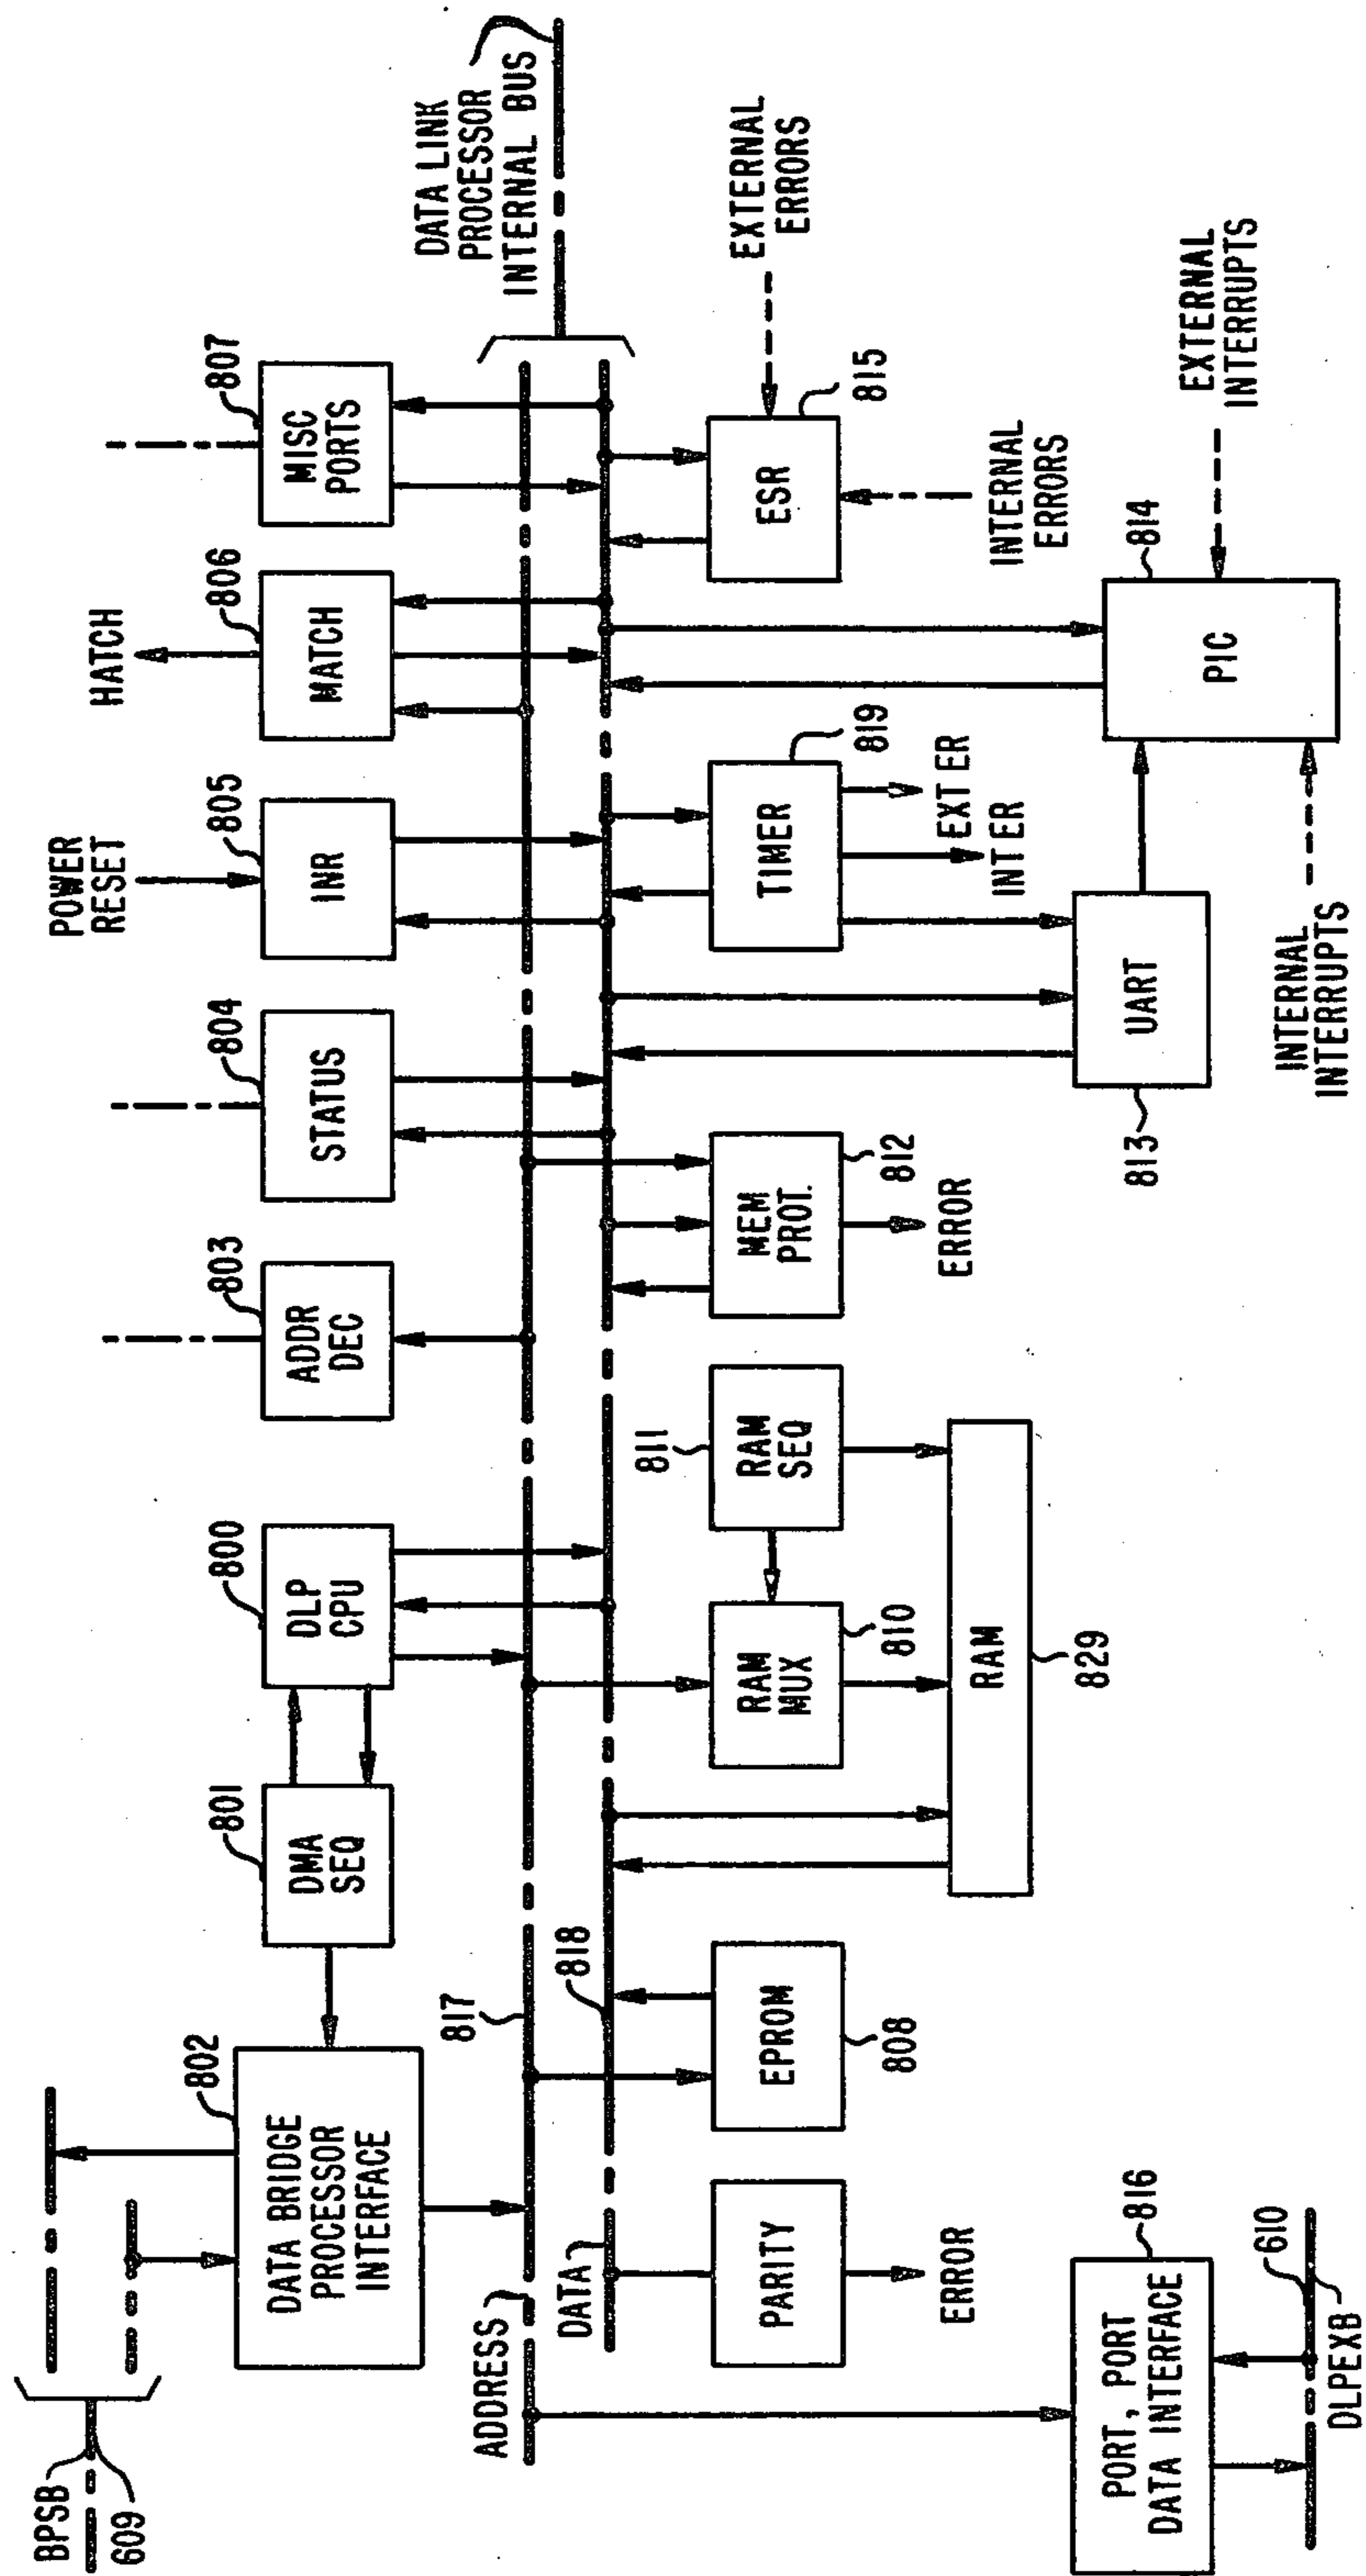 BPSB
609
802
DATA BRIDGE
PROCESSOR
INTERFACE
801
DMA
SEQ
800
DLP
CPU
803
ADDR
DEC
804
STATUS
POWER
RESET
805
INR
HATCH
806
MATCH
807
MISC
PORTS
DATA LINK
PROCESSOR
INTERNAL BUS
ADDRESS
817
DATA
818
PARITY
ERROR
EPROM
808
RAM
MUX
810
811
RAM
SEQ
RAM
829
MEM
PROT.
812
ERROR
TIMER
819
INT ER
EXT ER
ESR
815
EXTERNAL
ERRORS
INTERNAL
ERRORS
UART
813
PIC
814
EXTERNAL
INTERRUPTS
INTERNAL
INTERRUPTS
816
PORT, PORT
DATA INTERFACE
610
DLPEXB